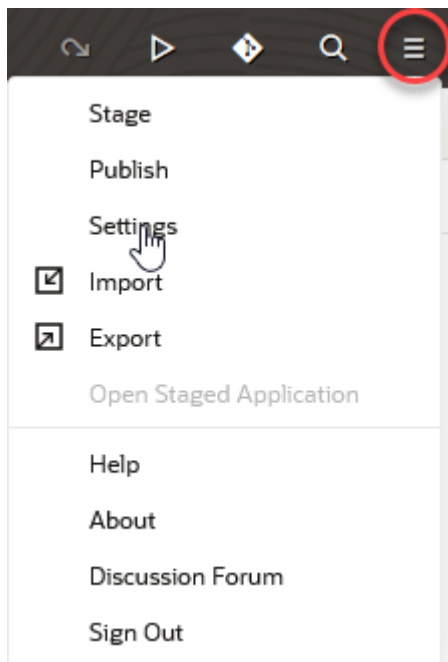 Stage
Publish
Settings
Import
Export
Open Staged Application
Help
About
Discussion Forum
Sign Out